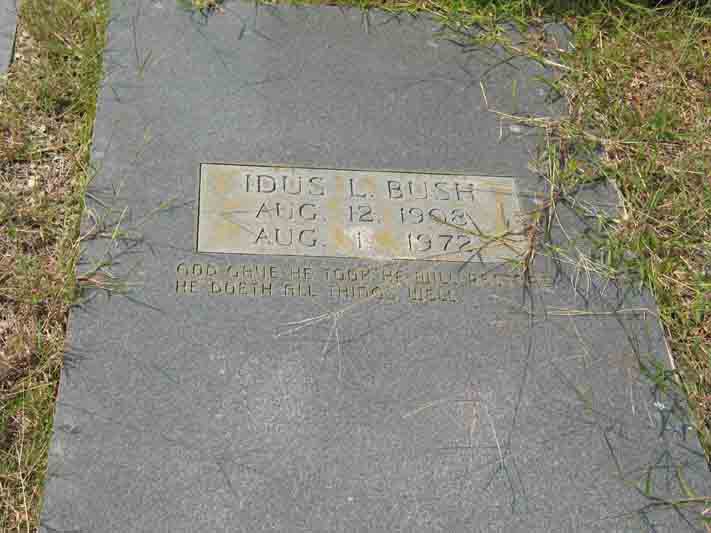 IDUS L. BUSH
AUG. 12, 1908
AUG. 1, 1972
GOD GAVE, HE TOOK, HE WILL RESTORE
HE DOETH ALL THINGS WELL